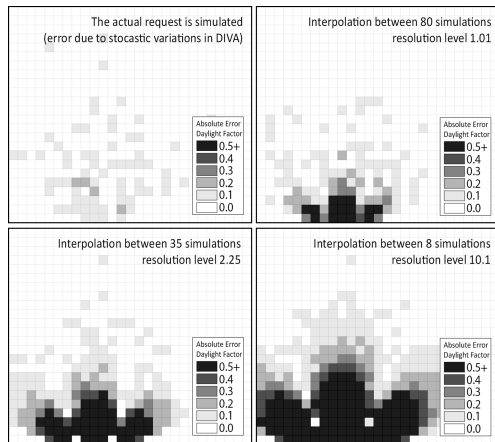 The actual request is simulated
(error due to stocastic variations in DIVA)
Absolute Error
Daylight Factor
0.5+
0.4
0.3
0.2
0.1
0.0
Interpolation between 80 simulations
resolution level 1.01
Absolute Error
Daylight Factor
0.5+
0.4
0.3
0.2
0.1
0.0
Interpolation between 35 simulations
resolution level 2.25
Absolute Error
Daylight Factor
0.5+
0.4
0.3
0.2
0.1
0.0
Interpolation between 8 simulations
resolution level 10.1
Absolute Error
Daylight Factor
0.5+
0.4
0.3
0.2
0.1
0.0